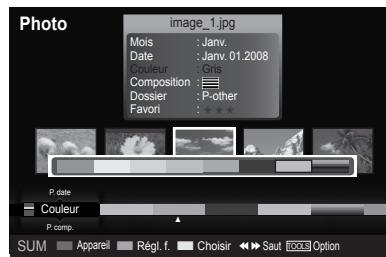 Photo
image_1.jpg
Mois : Janv.
Date : Janv. 01.2008
Couleur : Gris
Composition :
Dossier : P-other
Favori : ★★★
P. date
Couleur
P. comp.
SUM Appareil Régl. f. Choisir ◀◀ ▶▶ Saut TOOLS Option